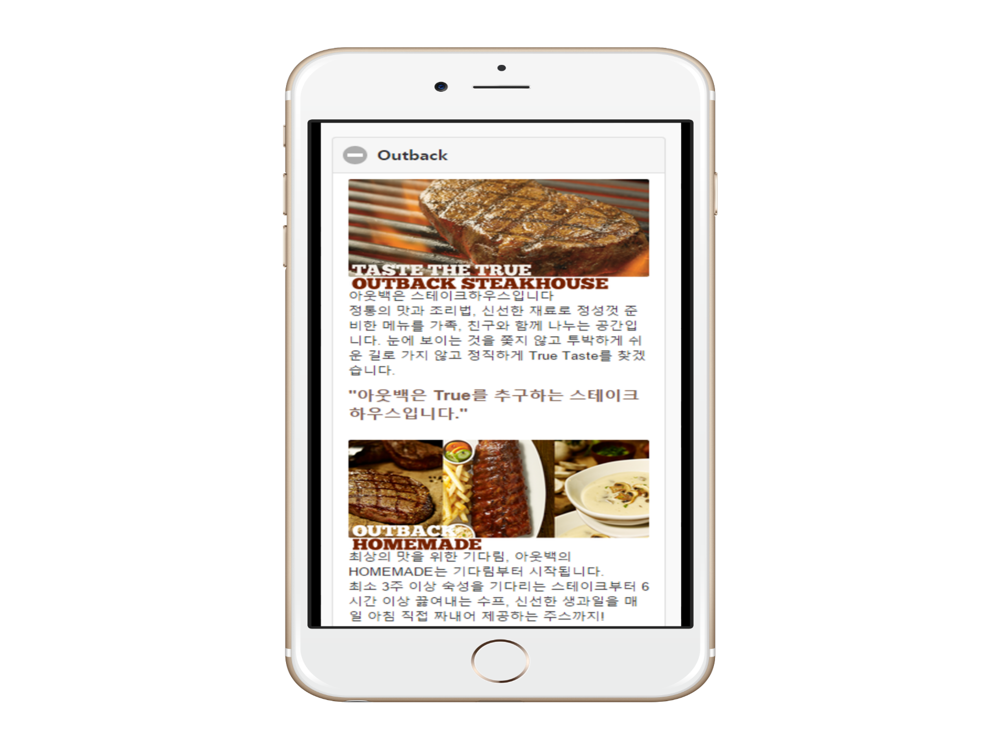 Outback
TASTE THE TRUE
OUTBACK STEAKHOUSE
아웃백은 스테이크하우스입니다
정통의 맛과 조리법, 신선한 재료로 정성껏 준
비한 메뉴를 가족, 친구와 함께 나누는 공간입
니다. 눈에 보이는 것을 쫓지 않고 투박하게 쉬
운 길로 가지 않고 정직하게 True Taste를 찾겠
습니다.
"아웃백은 True를 추구하는 스테이크
하우스입니다."
OUTBACK
HOMEMADE
최상의 맛을 위한 기다림, 아웃백의
HOMEMADE는 기다림부터 시작됩니다.
최소 3주 이상 숙성을 기다리는 스테이크부터 6
시간 이상 끓여내는 수프, 신선한 생과일을 매
일 아침 직접 짜내어 제공하는 주스까지!